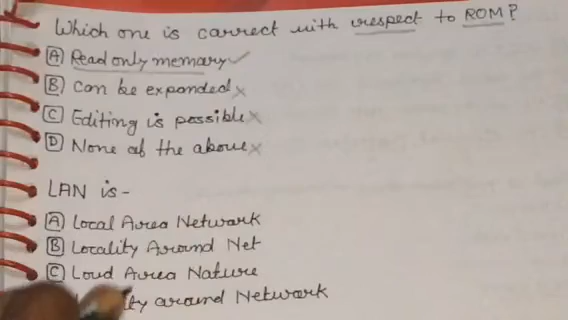 Which one is correct with respect to ROM?
A Read only memory ✓
B Can be expanded ×
C Editing is possible ×
D None of the above ×
LAN is -
A Local Area Network
B Locality Around Net
C Loud Area Nature
around Network